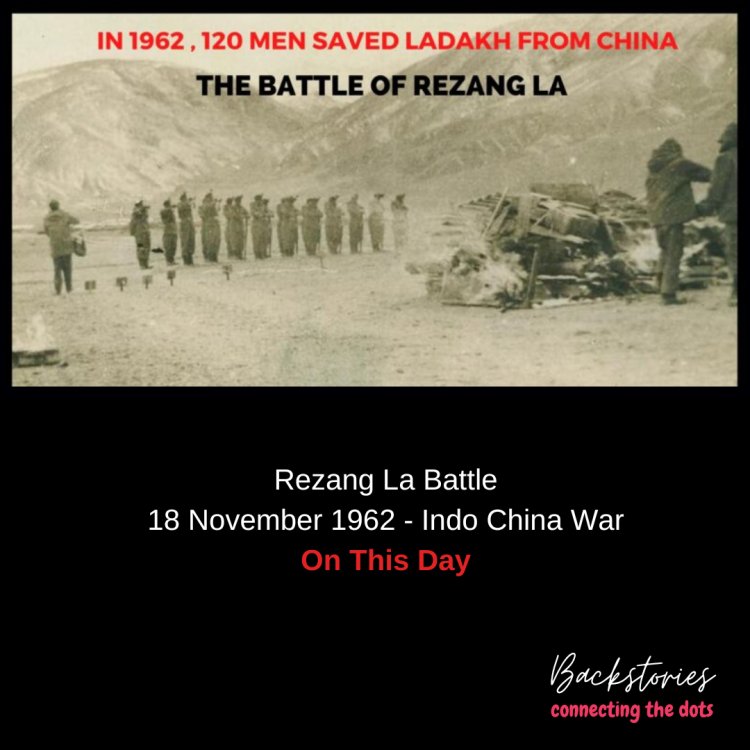 IN 1962 , 120 MEN SAVED LADAKH FROM CHINA
THE BATTLE OF REZANG LA
Rezang La Battle
18 November 1962 - Indo China War
On This Day
Backstories
connecting the dots